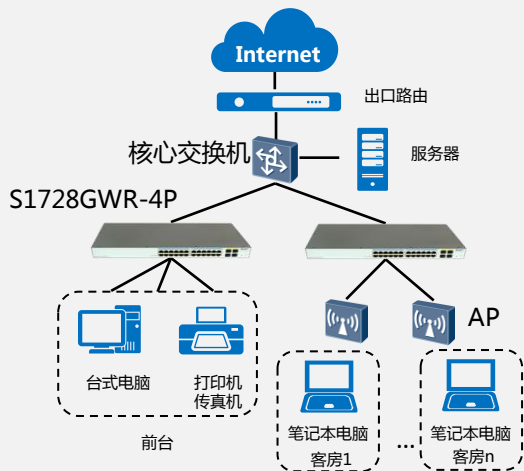 Internet
出口路由
核心交换机
服务器
S1728GWR-4P
AP
台式电脑
打印机
传真机
前台
笔记本电脑
客房1
...
笔记本电脑
客房n